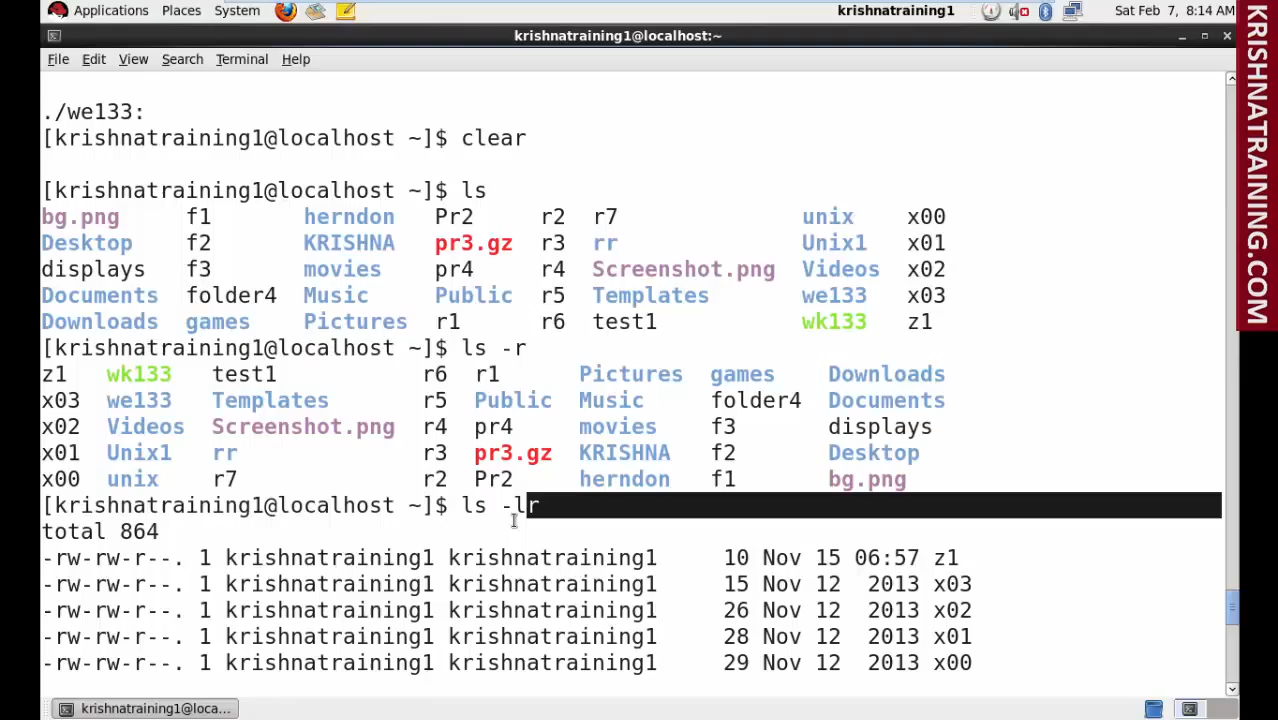 Applications Places System krishnatraining1 Sat Feb 7, 8:14 AM
krishnatraining1@localhost:~
File Edit View Search Terminal Help
./we133:
[krishnatraining1@localhost ~]$ clear
[krishnatraining1@localhost ~]$ ls
bg.png f1 herndon Pr2 r2 r7 unix x00
Desktop f2 KRISHNA pr3.gz r3 rr Unix1 x01
displays f3 movies pr4 r4 Screenshot.png Videos x02
Documents folder4 Music Public r5 Templates we133 x03
Downloads games Pictures r1 r6 test1 wk133 z1
[krishnatraining1@localhost ~]$ ls -r
z1 wk133 test1 r6 r1 Pictures games Downloads
x03 we133 Templates r5 Public Music folder4 Documents
x02 Videos Screenshot.png r4 pr4 movies f3 displays
x01 Unix1 rr r3 pr3.gz KRISHNA f2 Desktop
x00 unix r7 r2 Pr2 herndon f1 bg.png
[krishnatraining1@localhost ~]$ ls -lr
total 864
-rw-rw-r--. 1 krishnatraining1 krishnatraining1 10 Nov 15 06:57 z1
-rw-rw-r--. 1 krishnatraining1 krishnatraining1 15 Nov 12 2013 x03
-rw-rw-r--. 1 krishnatraining1 krishnatraining1 26 Nov 12 2013 x02
-rw-rw-r--. 1 krishnatraining1 krishnatraining1 28 Nov 12 2013 x01
-rw-rw-r--. 1 krishnatraining1 krishnatraining1 29 Nov 12 2013 x00
krishnatraining1@loca...
KRISHNATRAINING.COM